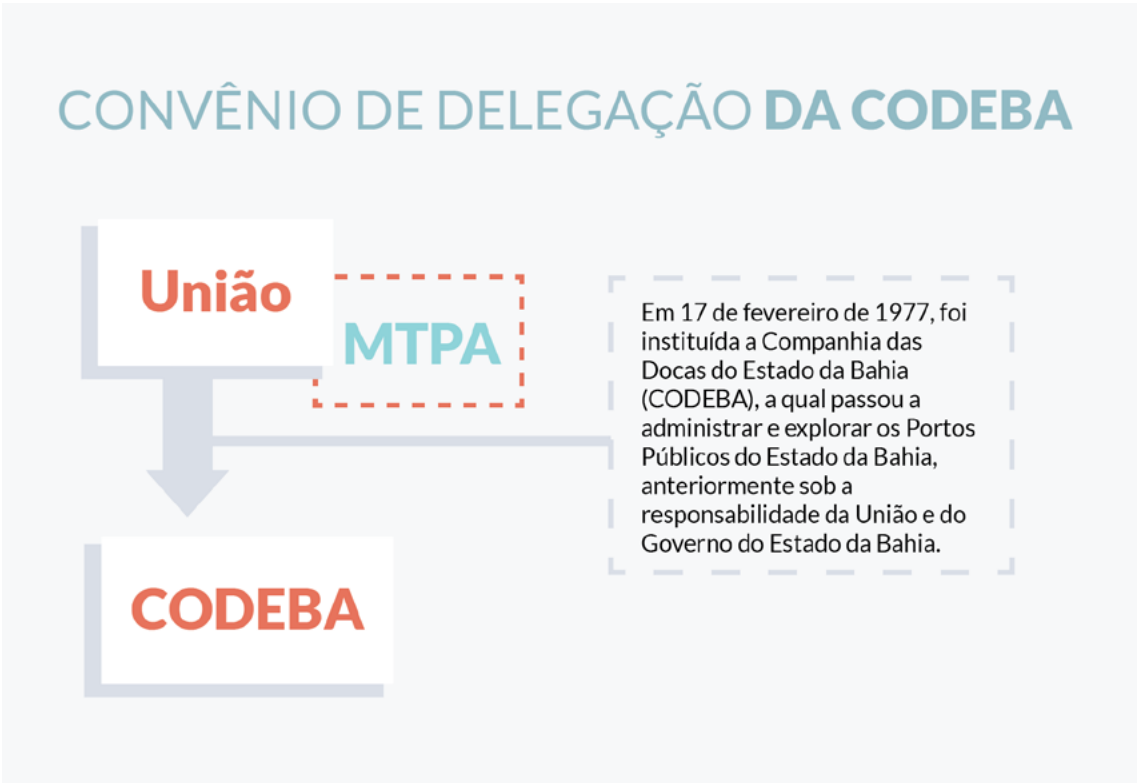 CONVÊNIO DE DELEGAÇÃO DA CODEBA
União
MTPA
Em 17 de fevereiro de 1977, foi
instituída a Companhia das
Docas do Estado da Bahia
(CODEBA), a qual passou a
administrar e explorar os Portos
Públicos do Estado da Bahia,
anteriormente sob a
responsabilidade da União e do
Governo do Estado da Bahia.
CODEBA